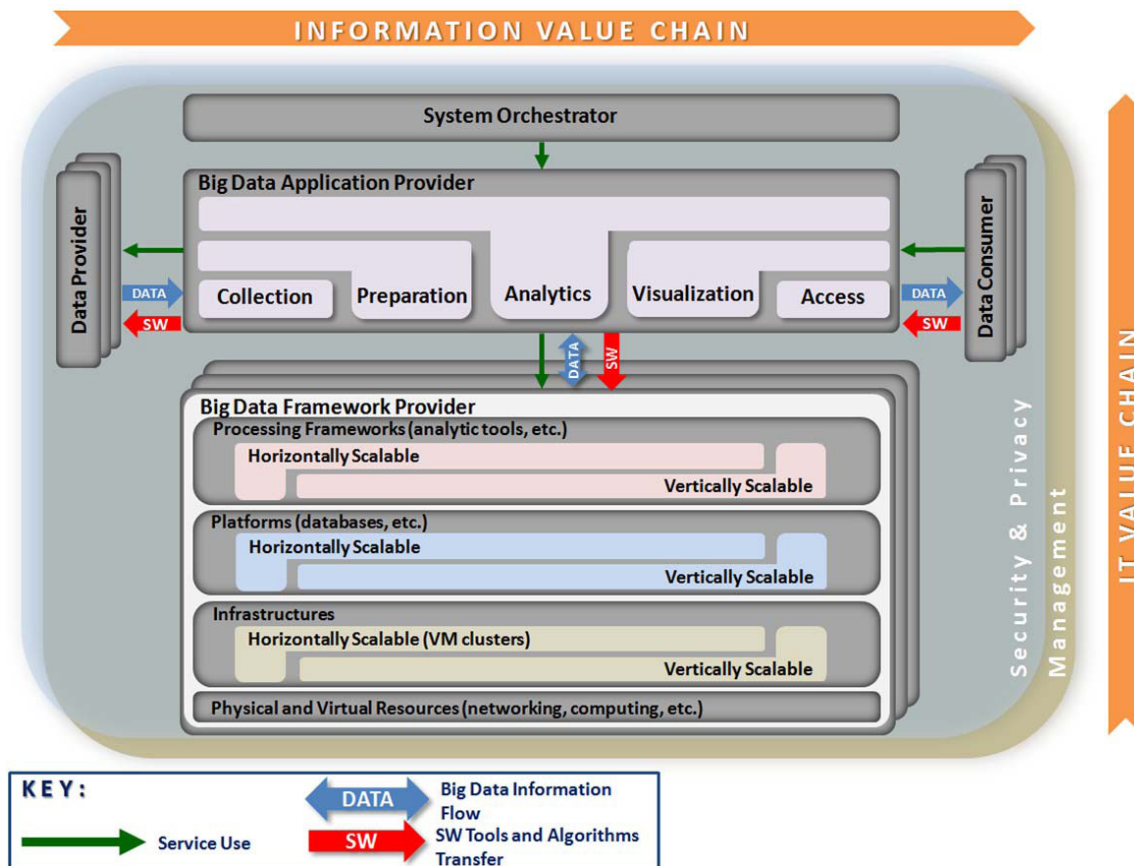 INFORMATION VALUE CHAIN
System Orchestrator
Big Data Application Provider
Data Provider
Data Consumer
Collection
Preparation
Analytics
Visualization
Access
DATA
SW
DATA
SW
DATA
SW
Big Data Framework Provider
Processing Frameworks (analytic tools, etc.)
Horizontally Scalable
Vertically Scalable
Platforms (databases, etc.)
Horizontally Scalable
Vertically Scalable
Infrastructures
Horizontally Scalable (VM clusters)
Vertically Scalable
Physical and Virtual Resources (networking, computing, etc.)
Security & Privacy
Management
IT VALUE CHAIN
KEY:
Service Use
DATA
Big Data Information
Flow
SW
SW Tools and Algorithms
Transfer